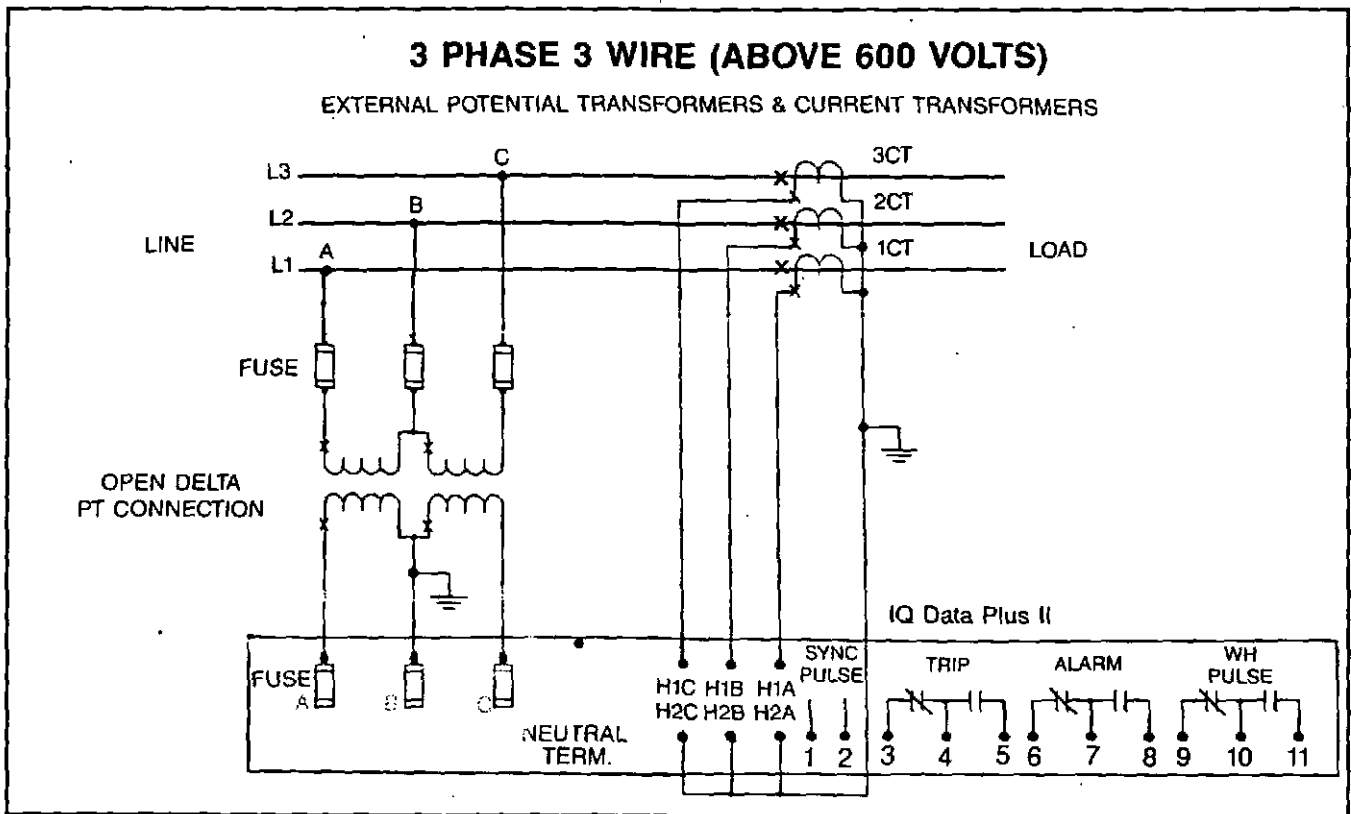 3 PHASE 3 WIRE (ABOVE 600 VOLTS)
EXTERNAL POTENTIAL TRANSFORMERS & CURRENT TRANSFORMERS
C
3CT
L3
B
2CT
L2
LINE
A
1CT
LOAD
L1
FUSE
OPEN DELTA
PT CONNECTION
IQ Data Plus II
FUSE
A
B
C
NEUTRAL
TERM.
H1C H1B H1A
H2C H2B H2A
SYNC
PULSE
1 2
TRIP
3 4 5
ALARM
6 7 8
WH
PULSE
9 10 11